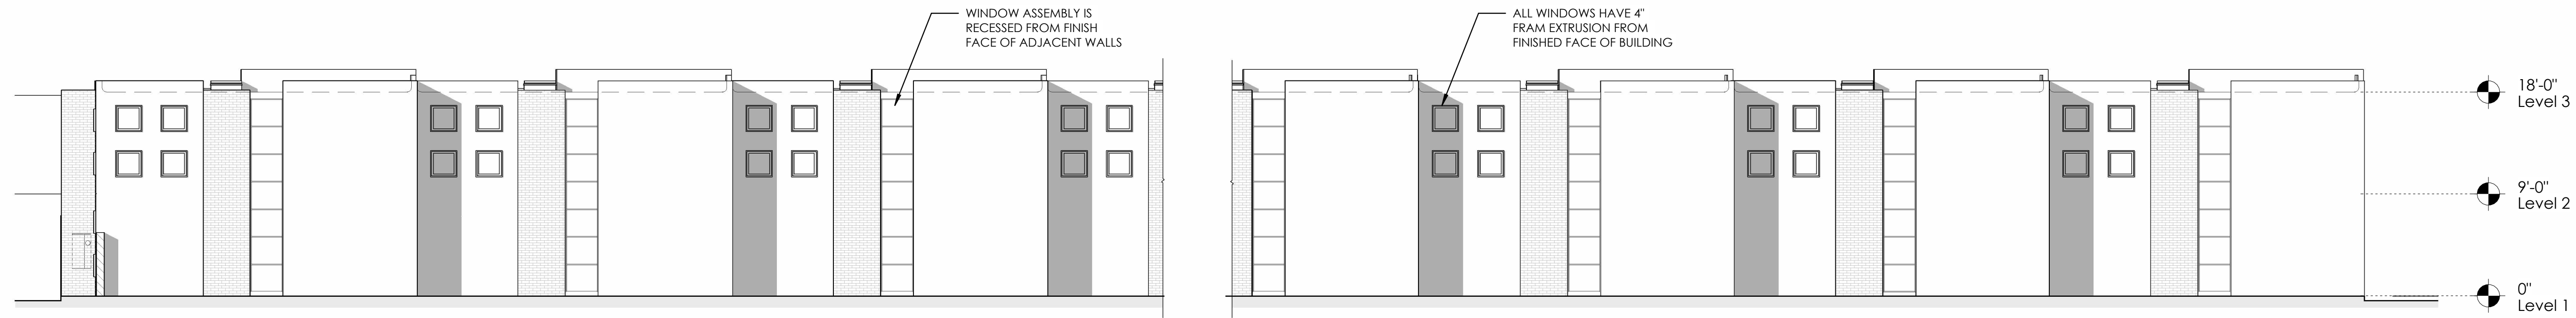 WINDOW ASSEMBLY IS
RECESSED FROM FINISH
FACE OF ADJACENT WALLS
ALL WINDOWS HAVE 4"
FRAM EXTRUSION FROM
FINISHED FACE OF BUILDING
18'-0"
Level 3
9'-0"
Level 2
0"
Level 1